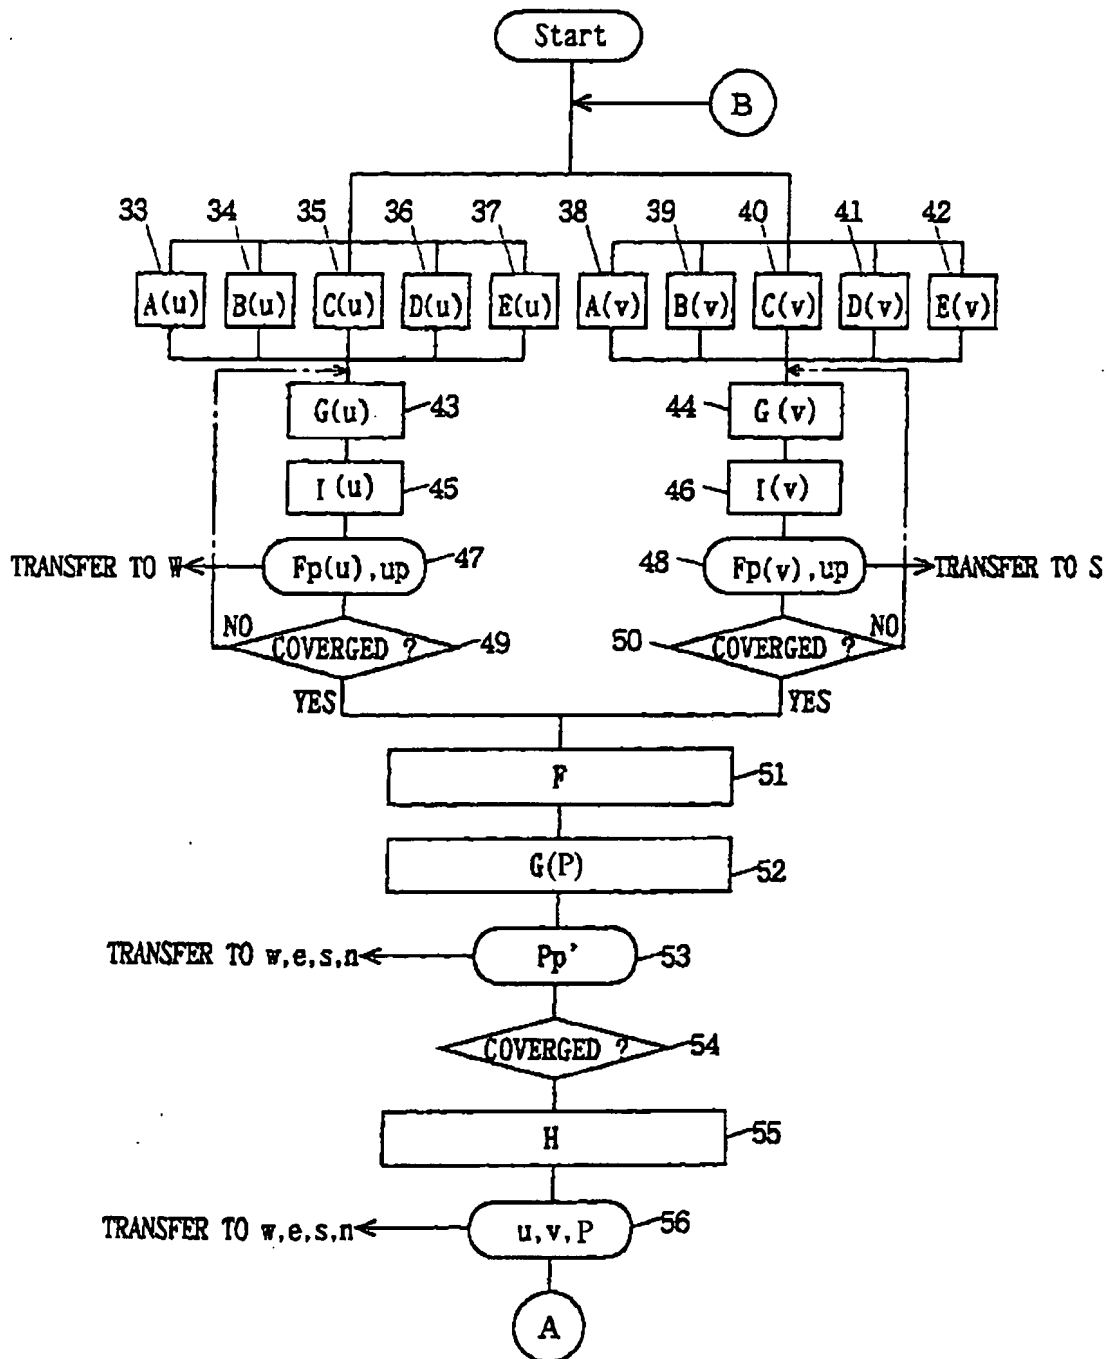 Start
B
33 34 35 36 37 38 39 40 41 42
A(u) B(u) C(u) D(u) E(u) A(v) B(v) C(v) D(v) E(v)
G(u) 43 44 G(v)
I(u) 45 46 I(v)
TRANSFER TO W Fp(u),up 47 48 Fp(v),up TRANSFER TO S
NO COVERGED ? 49 50 COVERGED ? NO
YES YES
F 51
G(P) 52
TRANSFER TO w,e,s,n Pp' 53
COVERGED ? 54
H 55
TRANSFER TO w,e,s,n u,v,P 56
A